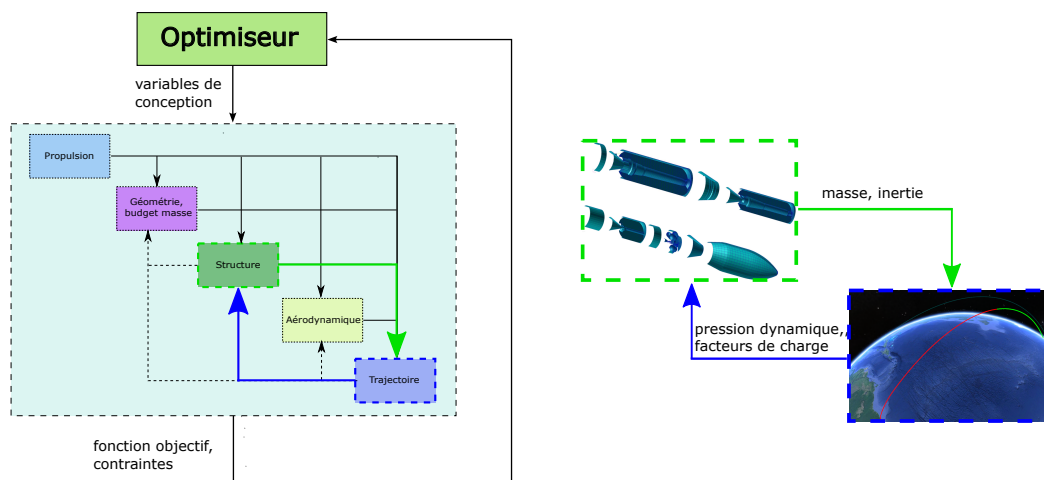 Optimiseur
variables de
conception
Propulsion
Géométrie,
budget masse
Structure
Aérodynamique
Trajectoire
fonction objectif,
contraintes
masse, inertie
pression dynamique,,
facteurs de charge